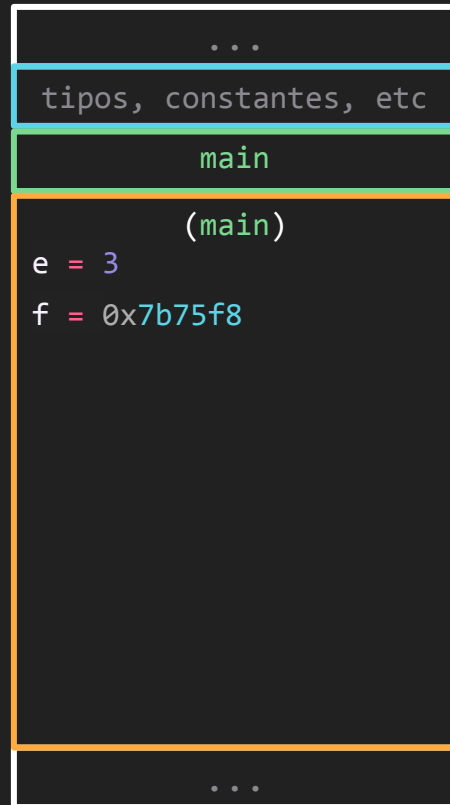 ...
tipos, constantes, etc
main
(main)
e = 3
f = 0x7b75f8
...